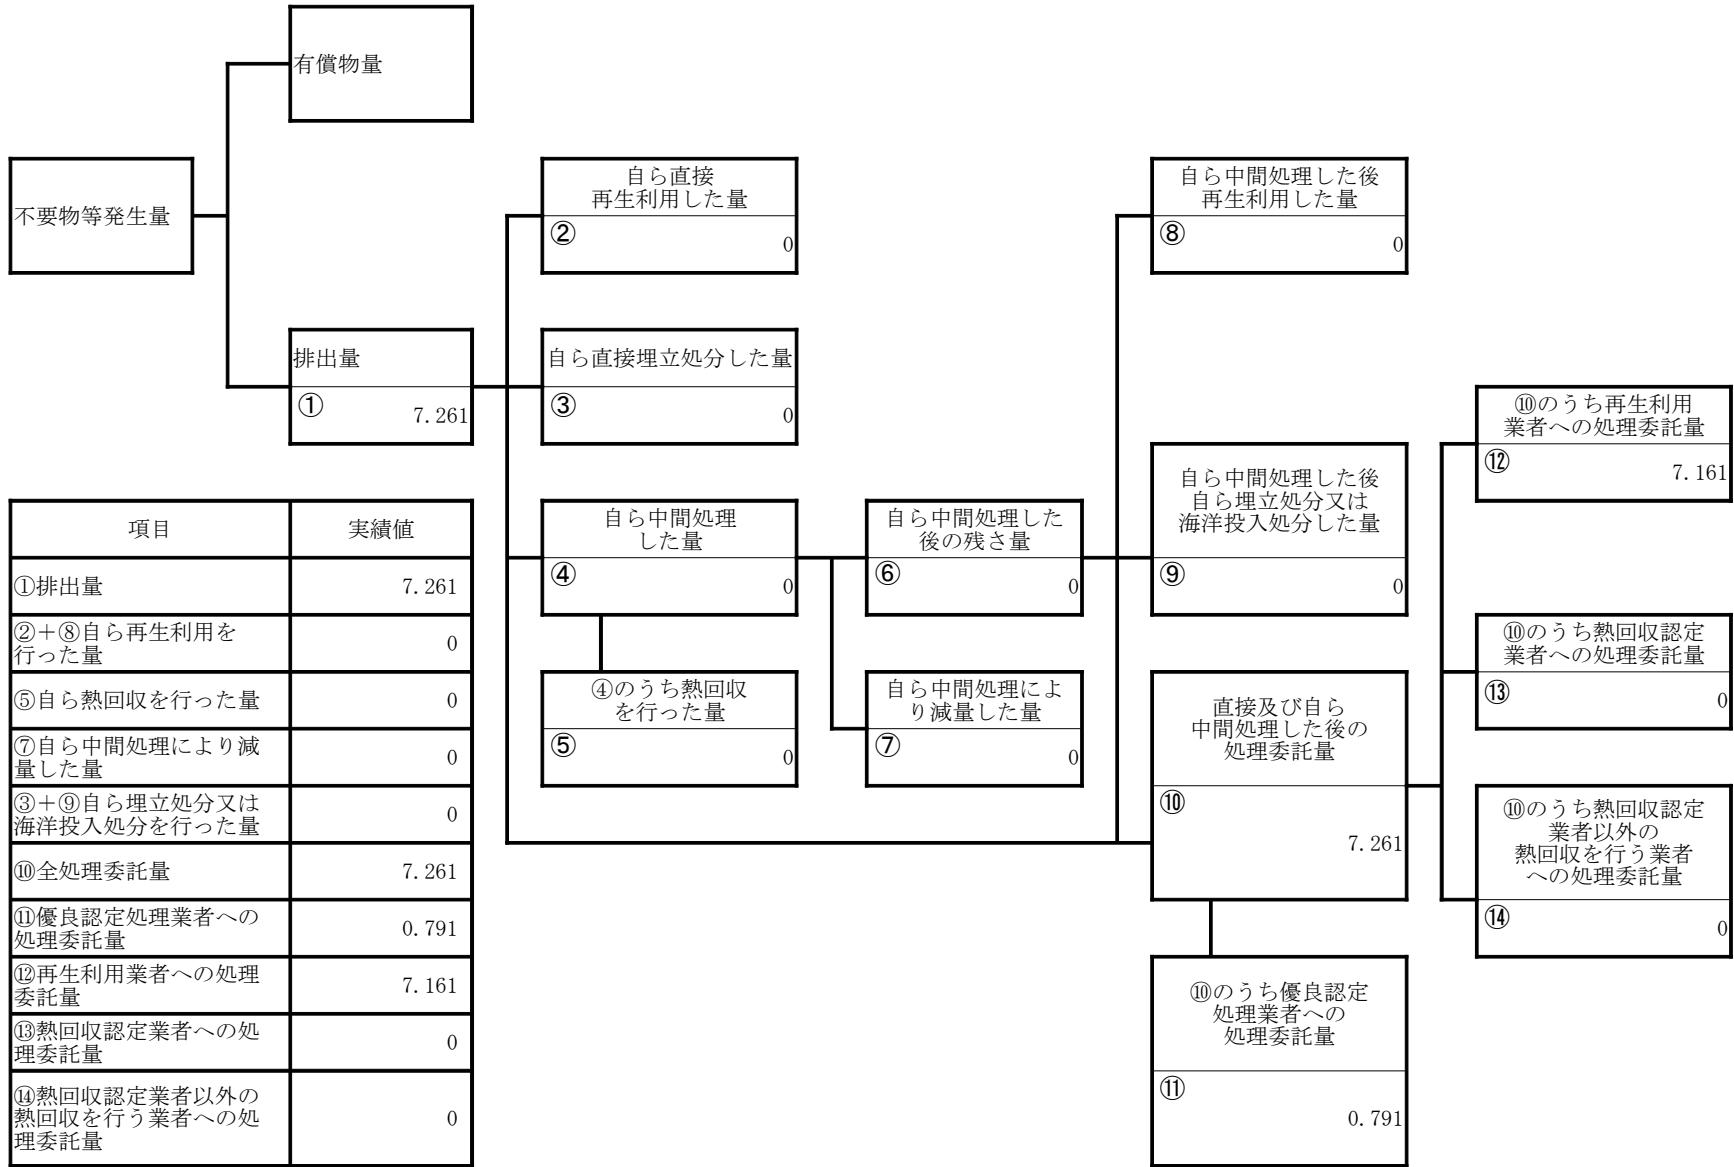 有償物量
不要物等発生量
自ら直接
再生利用した量
②
0
自ら中間処理した後
再生利用した量
⑧
0
排出量
①
7.261
自ら直接埋立処分した量
③
0
⑩のうち再生利用
業者への処理委託量
⑫
7.161
自ら中間処理
した量
④
0
自ら中間処理した
後の残さ量
⑥
0
自ら中間処理した後
自ら埋立処分又は
海洋投入処分した量
⑨
0
⑩のうち熱回収認定
業者への処理委託量
⑬
0
④のうち熱回収
を行った量
⑤
0
自ら中間処理によ
り減量した量
⑦
0
直接及び自ら
中間処理した後の
処理委託量
⑩
7.261
⑩のうち熱回収認定
業者以外の
熱回収を行う業者
への処理委託量
⑭
0
⑩のうち優良認定
処理業者への
処理委託量
⑪
0.791
項目 実績値
①排出量 7.261
②＋⑧自ら再生利用を
行った量 0
⑤自ら熱回収を行った量 0
⑦自ら中間処理により減
量した量 0
③＋⑨自ら埋立処分又は
海洋投入処分を行った量 0
⑩全処理委託量 7.261
⑪優良認定処理業者への
処理委託量 0.791
⑫再生利用業者への処理
委託量 7.161
⑬熱回収認定業者への処
理委託量 0
⑭熱回収認定業者以外の
熱回収を行う業者への処
理委託量 0